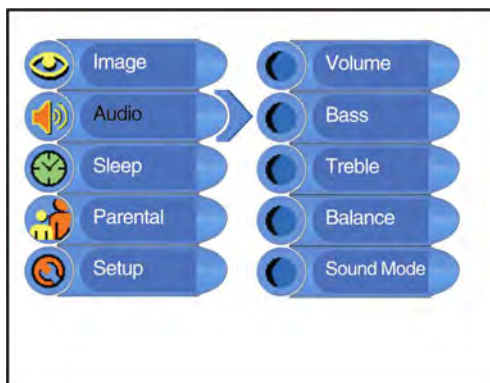 Image
Audio
Sleep
Parental
Setup
Volume
Bass
Treble
Balance
Sound Mode